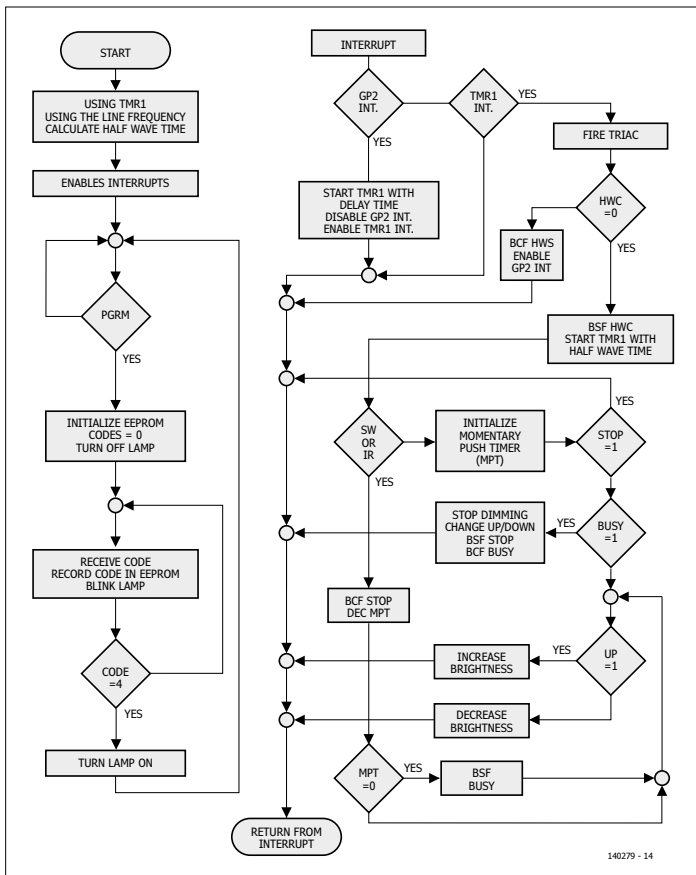 START
USING TMR1
USING THE LINE FREQUENCY
CALCULATE HALF WAVE TIME
ENABLES INTERRUPTS
PGRM
YES
INITIALIZE EEPROM
CODES = 0
TURN OFF LAMP
RECEIVE CODE
RECORD CODE IN EEPROM
BLINK LAMP
CODE
=4
YES
TURN LAMP ON
INTERRUPT
GP2
INT.
YES
TMR1
INT.
YES
FIRE TRIAC
START TMR1 WITH
DELAY TIME
DISABLE GP2 INT.
ENABLE TMR1 INT.
HWC
=0
YES
BCF HWS
ENABLE
GP2 INT
BSF HWC
START TMR1 WITH
HALF WAVE TIME
SW
OR
IR
YES
INITIALIZE
MOMENTARY
PUSH TIMER
(MPT)
YES
STOP
=1
STOP DIMMING
CHANGE UP/DOWN
BSF STOP
BCF BUSY
YES
BUSY
=1
BCF STOP
DEC MPT
INCREASE
BRIGHTNESS
YES
UP
=1
DECREASE
BRIGHTNESS
MPT
=0
YES
BSF
BUSY
RETURN FROM
INTERRUPT
140279 - 14